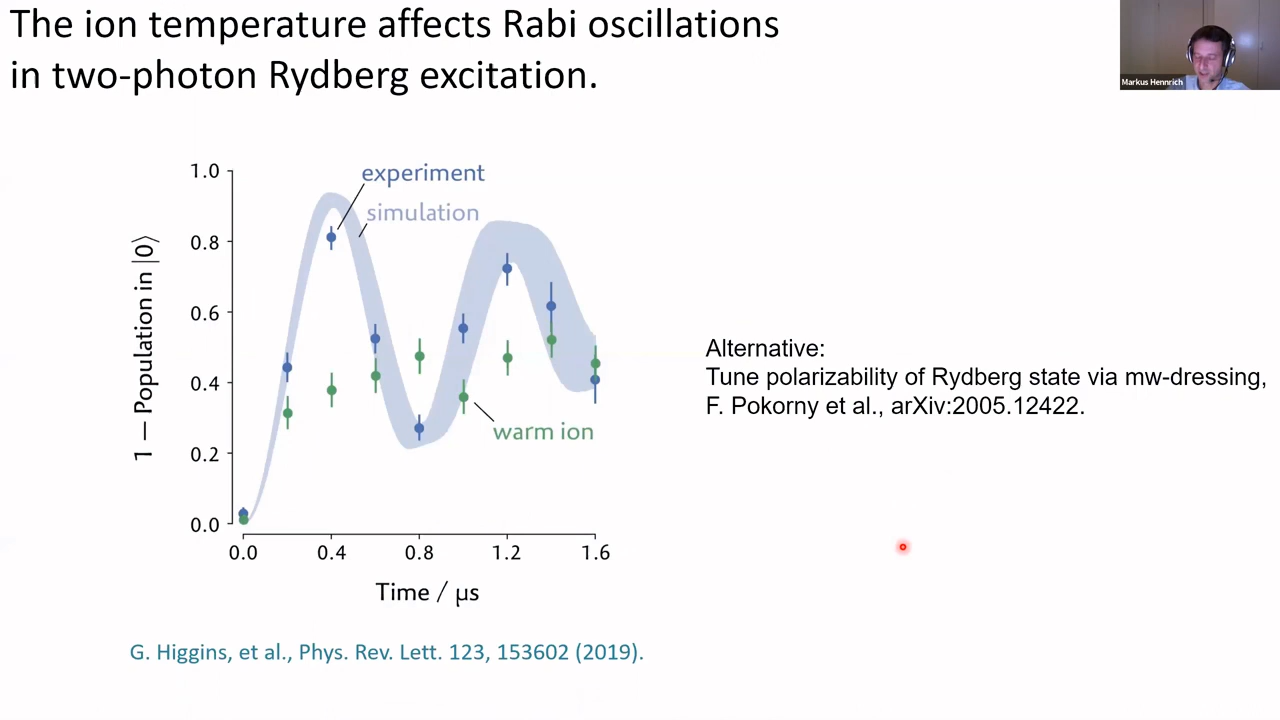 The ion temperature affects Rabi oscillations
in two-photon Rydberg excitation.
Markus Hennrich
experiment
simulation
warm ion
1 — Population in |0⟩
1.0
0.8
0.6
0.4
0.2
0.0
0.0 0.4 0.8 1.2 1.6
Time / μs
Alternative:
Tune polarizability of Rydberg state via mw-dressing,
F. Pokorny et al., arXiv:2005.12422.
G. Higgins, et al., Phys. Rev. Lett. 123, 153602 (2019).